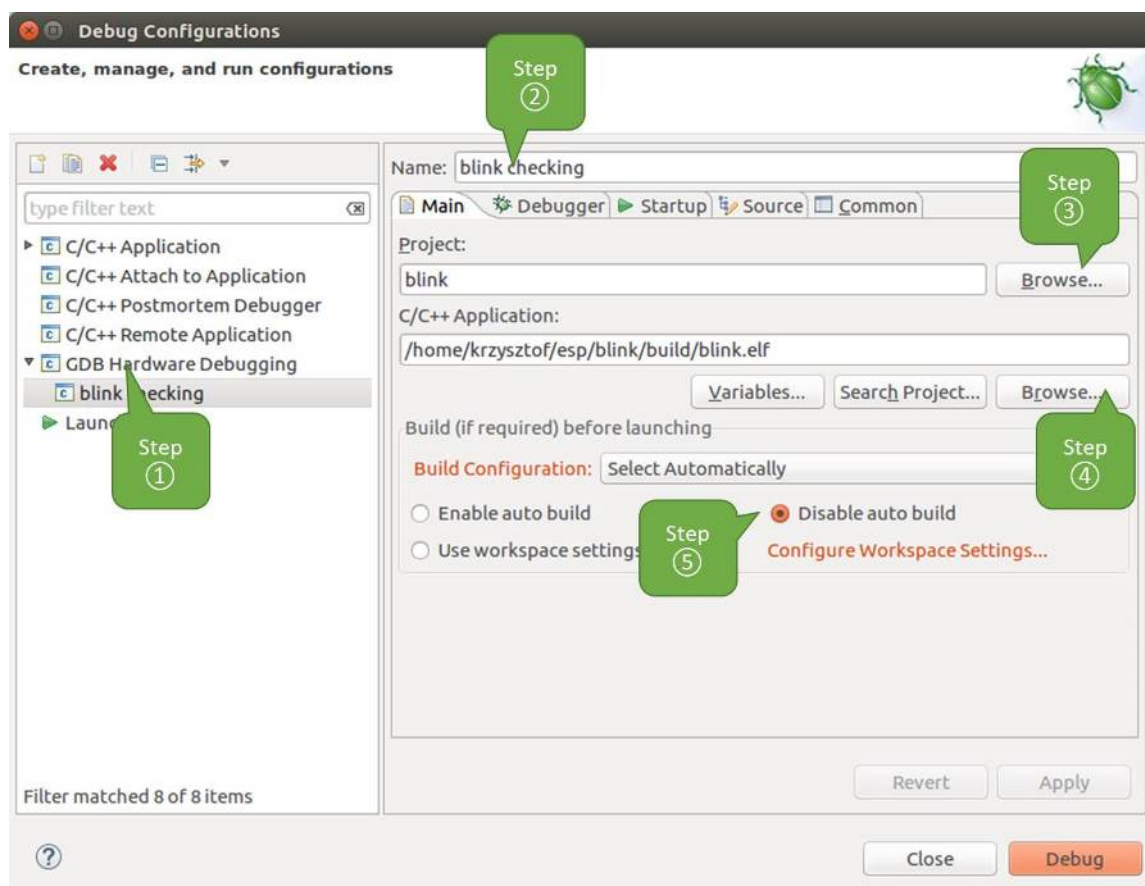 Debug Configurations
Create, manage, and run configurations
Step
②
Name: blink checking
Step
③
type filter text
Main Debugger Startup Source Common
C/C++ Application
C/C++ Attach to Application
C/C++ Postmortem Debugger
C/C++ Remote Application
GDB Hardware Debugging
blink checking
Step
①
Project:
blink
Browse...
C/C++ Application:
/home/krzysztof/esp/blink/build/blink.elf
Variables... Search Project... Browse...
Step
④
Build (if required) before launching
Build Configuration: Select Automatically
Enable auto build
Disable auto build
Step
⑤
Use workspace settings
Configure Workspace Settings...
Filter matched 8 of 8 items
Revert Apply
Close Debug